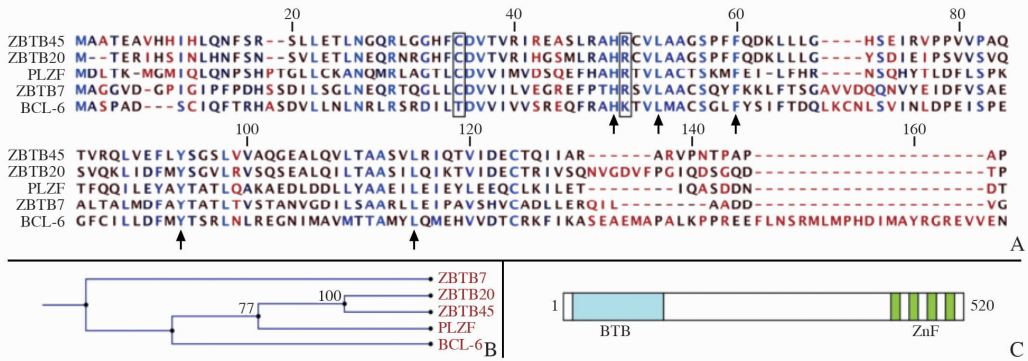 20 40 60 80
ZBTB45 MAATEAVHHIHLQNFSR--SLLETLNGQRLGGHFCDVTVRIREASLRAHRCVLAAGSPFFQDKLLLG----HSEIRVPPVVPAQ
ZBTB20 M--TERIHSINLHNFSN--SVLETLNEQRNRGHFCDVTVRIHGSMLRAHRCVLAAGSPFFQDKLLLG----YSDIEIPSVVSVQ
PLZF MDLTK-MGMIQLQNPSHPTGLLCKANQMRLAGTLCDVVIMVDSQEFHAHRTVLACTSKMFEI-LFHR----NSQHYTLDFLSPK
ZBTB7 MAGGVD-GPIGIPFPDHSSDILSGLNEQRTQGLLCDVVILVEGREFPTHRSVLAACSQYFKKLFTSGAVVDQQNVYEIDFVSAE
BCL-6 MASPAD---SCIQFTRHASDVLLNLNRLRSRDILTDVVIVVSREQFRAHKTVLMACSGLFYSIFTDQLKCNLSVINLDPEISPE
100 120 140 160
ZBTB45 TVRQLVEFLYSGSLVVAQGEALQVLTAASVLRIQTVIDECTQIIAR------ARVPNTPAP---------------------AP
ZBTB20 SVQKLIDFMYSGVLRVSQSEALQILTAASILQIKTVIDECTRIVSQNVGDVFPGIQDSGQD---------------------TP
PLZF TFQQILEYAYTATLQAKAEDLDDLLYAAEILEIEYLEEQCLKILET--------IQASDDN---------------------DT
ZBTB7 ALTALMDFAYTATLTVSTANVGDILSAARLLEIPAVSHVCADLLERQIL--------AADD---------------------VG
BCL-6 GFCILLDFMYTSRLNLREGNIMAVMTTAMYLQMEHVVDTCRKFIKASEAEMAPALKPPREEFLNSRMLMPHDIMAYRGREVVEN
A
ZBTB7
ZBTB20
ZBTB45
PLZF
BCL-6
100
77
B
1
520
BTB
ZnF
C